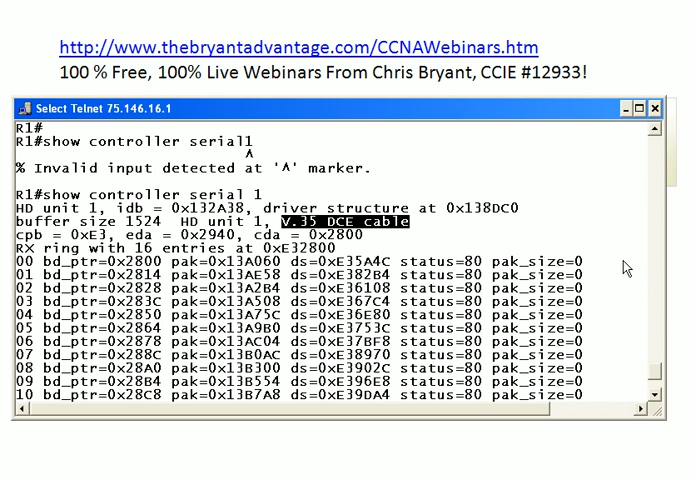 http://www.thebryantadvantage.com/CCNAWebinars.htm
100 % Free, 100% Live Webinars From Chris Bryant, CCIE #12933!
Select Telnet 75.146.16.1
R1#
R1#show controller serial1
^
% Invalid input detected at '^' marker.
R1#show controller serial 1
HD unit 1, idb = 0x132A38, driver structure at 0x138DC0
buffer size 1524 HD unit 1, V.35 DCE cable
cpb = 0xE3, eda = 0x2940, cda = 0x2800
RX ring with 16 entries at 0xE32800
00 bd_ptr=0x2800 pak=0x13A060 ds=0xE35A4C status=80 pak_size=0
01 bd_ptr=0x2814 pak=0x13AE58 ds=0xE382B4 status=80 pak_size=0
02 bd_ptr=0x2828 pak=0x13A2B4 ds=0xE36108 status=80 pak_size=0
03 bd_ptr=0x283C pak=0x13A508 ds=0xE367C4 status=80 pak_size=0
04 bd_ptr=0x2850 pak=0x13A75C ds=0xE36E80 status=80 pak_size=0
05 bd_ptr=0x2864 pak=0x13A9B0 ds=0xE3753C status=80 pak_size=0
06 bd_ptr=0x2878 pak=0x13AC04 ds=0xE37BF8 status=80 pak_size=0
07 bd_ptr=0x288C pak=0x13B0AC ds=0xE38970 status=80 pak_size=0
08 bd_ptr=0x28A0 pak=0x13B300 ds=0xE3902C status=80 pak_size=0
09 bd_ptr=0x28B4 pak=0x13B554 ds=0xE396E8 status=80 pak_size=0
10 bd_ptr=0x28C8 pak=0x13B7A8 ds=0xE39DA4 status=80 pak_size=0